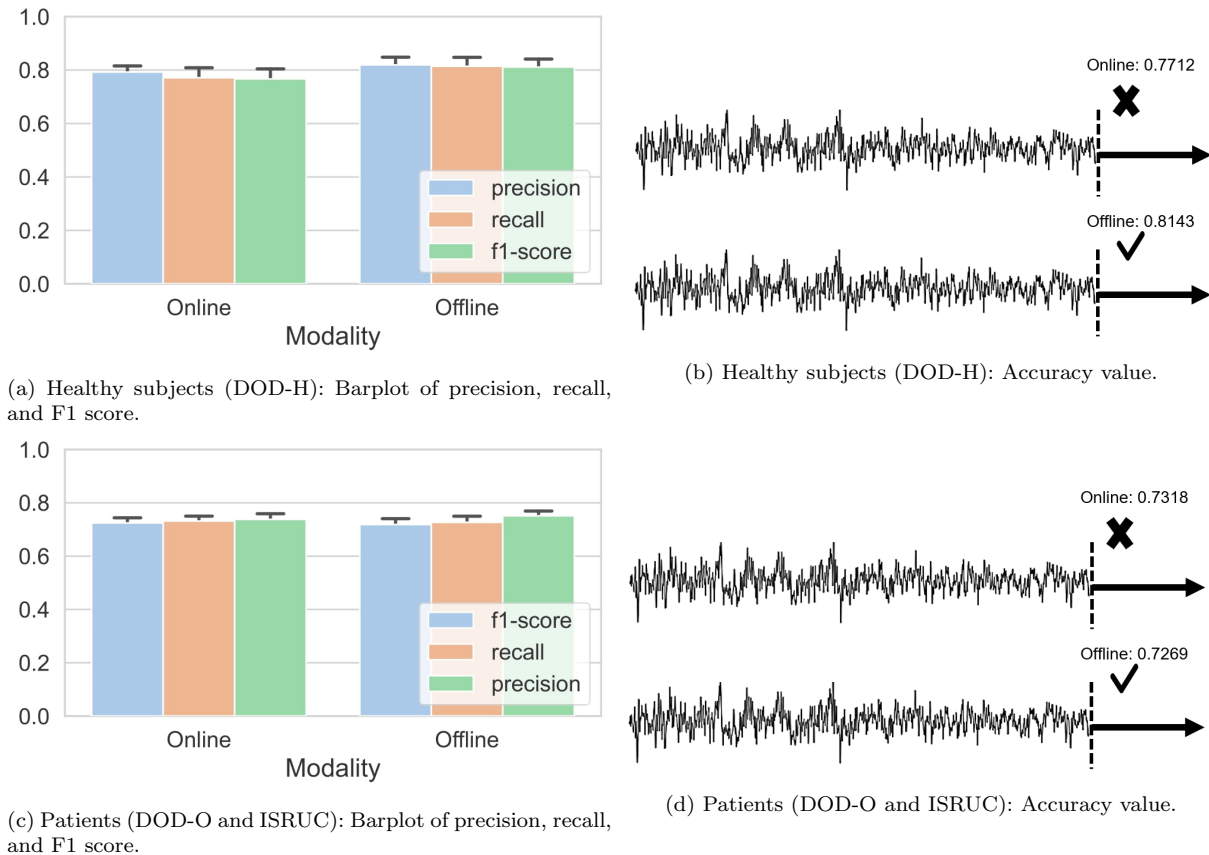 1.0
0.8
0.6
0.4
0.2
0.0
precision
recall
f1-score
Online
Offline
Modality
(a) Healthy subjects (DOD-H): Barplot of precision, recall,
and F1 score.
Online: 0.7712
Offline: 0.8143
(b) Healthy subjects (DOD-H): Accuracy value.
1.0
0.8
0.6
0.4
0.2
0.0
f1-score
recall
precision
Online
Offline
Modality
(c) Patients (DOD-O and ISRUC): Barplot of precision, recall,
and F1 score.
Online: 0.7318
Offline: 0.7269
(d) Patients (DOD-O and ISRUC): Accuracy value.